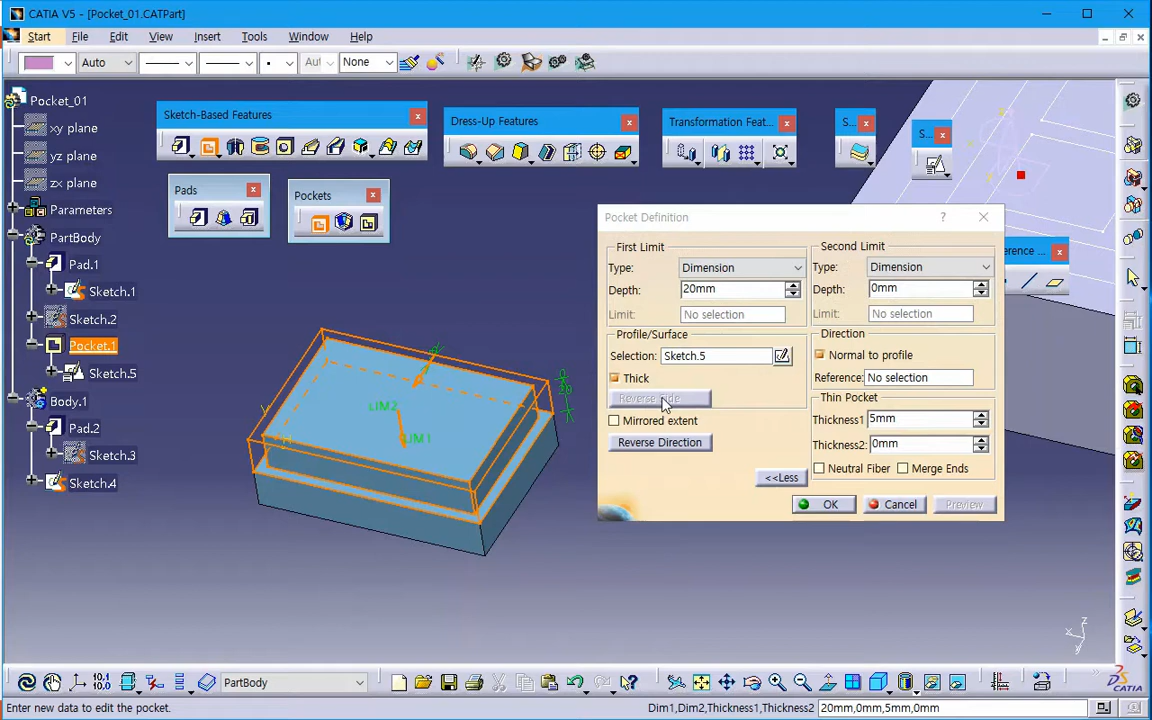 CATIA V5 - [Pocket_01.CATPart]
Start File Edit View Insert Tools Window Help
Auto Aut None
Pocket_01
xy plane
yz plane
zx plane
Parameters
PartBody
Pad.1
Sketch.1
Sketch.2
Pocket.1
Sketch.5
Body.1
Pad.2
Sketch.3
Sketch.4
Sketch-Based Features
Dress-Up Features
Transformation Feat...
S...
S...
Pads
Pockets
erence ...
LIM2
LIM1
Pocket Definition
First Limit
Type: Dimension
Depth: 20mm
Limit: No selection
Profile/Surface
Selection: Sketch.5
Thick
Mirrored extent
Reverse Direction
Second Limit
Type: Dimension
Depth: 0mm
Limit: No selection
Direction
Normal to profile
Reference: No selection
Thin Pocket
Thickness1 5mm
Thickness2: 0mm
Neutral Fiber Merge Ends
<<Less
OK Cancel Preview
z
x
y
PartBody
Enter new data to edit the pocket.
Dim1,Dim2,Thickness1,Thickness2 20mm,0mm,5mm,0mm